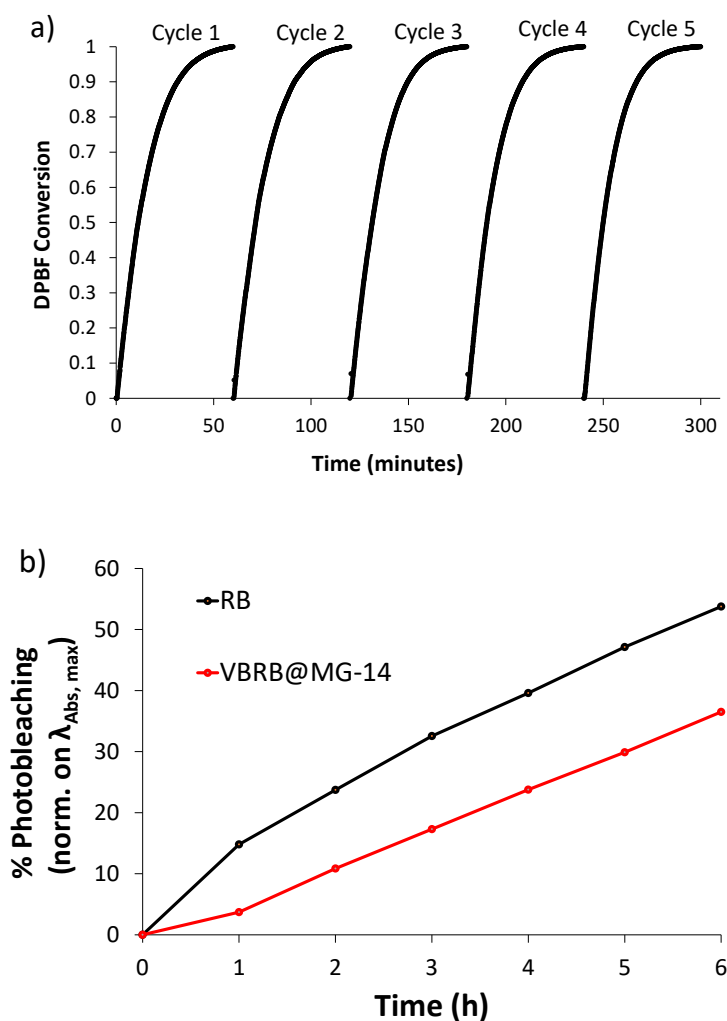 a)
Cycle 1 Cycle 2 Cycle 3 Cycle 4 Cycle 5
1
0.9
0.8
0.7
0.6
0.5
0.4
0.3
0.2
0.1
0
DPBF Conversion
0 50 100 150 200 250 300
Time (minutes)
b)
60
50
40
30
20
10
0
% Photobleaching
(norm. on λAbs, max)
RB
VBRB@MG-14
0 1 2 3 4 5 6
Time (h)